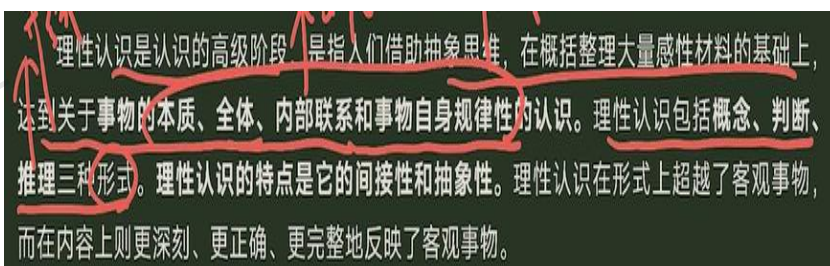 理性认识是认识的高级阶段，是指人们借助抽象思维，在概括整理大量感性材料的基础上，
达到关于事物的本质、全体、内部联系和事物自身规律性的认识。理性认识包括概念、判断、
推理三种形式。理性认识的特点是它的间接性和抽象性。理性认识在形式上超越了客观事物，
而在内容上则更深刻、更正确、更完整地反映了客观事物。